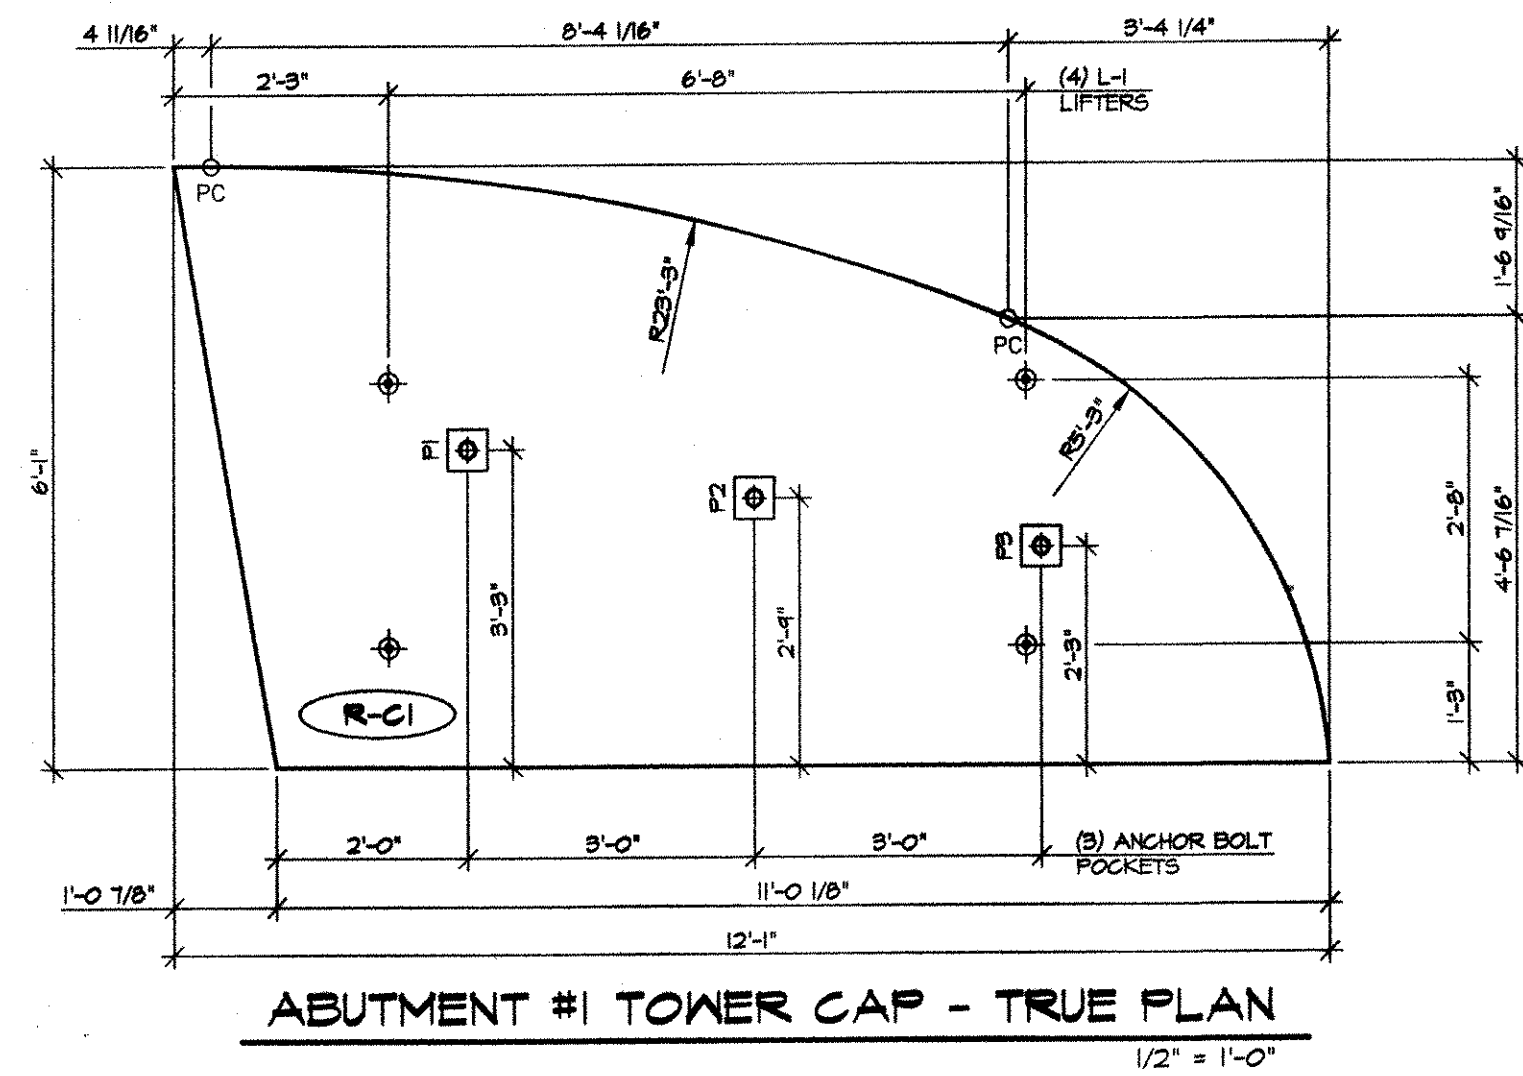 4 11/16"
8'-4 1/16"
3'-4 1/4"
2'-3"
6'-8"
(4) L-1
LIFTERS
PC
1'-6 9/16"
R23'-3"
PC
R5'-3"
6'-1"
P1
P2
P3
2'-8"
4'-6 7/16"
3'-3"
2'-9"
2'-3"
1'-3"
R-C1
2'-0"
3'-0"
3'-0"
(3) ANCHOR BOLT
POCKETS
1'-0 7/8"
11'-0 1/8"
12'-1"
ABUTMENT #1 TOWER CAP - TRUE PLAN
1/2" = 1'-0"